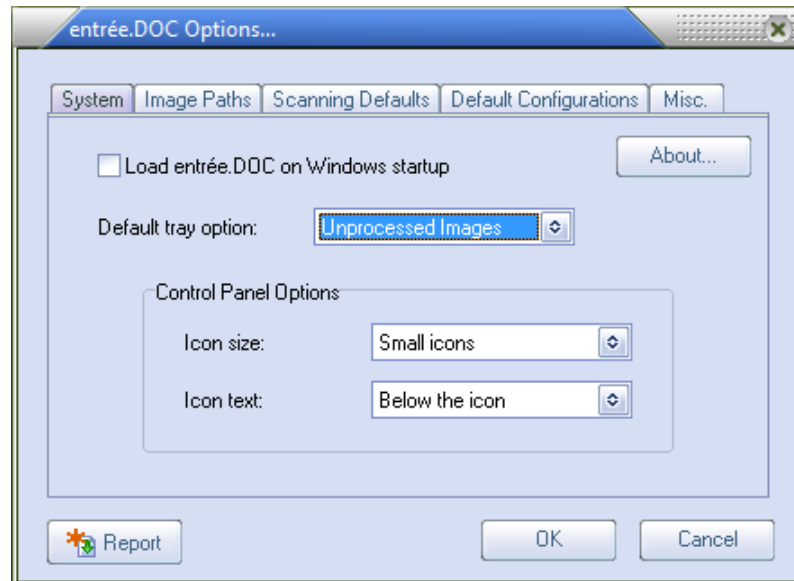 entrée.DOC Options...
System Image Paths Scanning Defaults Default Configurations Misc.
Load entrée.DOC on Windows startup About...
Default tray option: Unprocessed Images
Control Panel Options
Icon size: Small icons
Icon text: Below the icon
Report OK Cancel